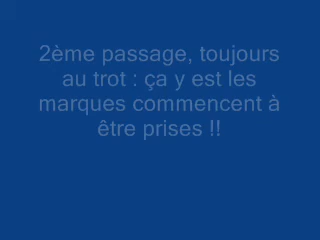 2ème passage, toujours
au trot : ça y est les
marques commencent à
être prises !!